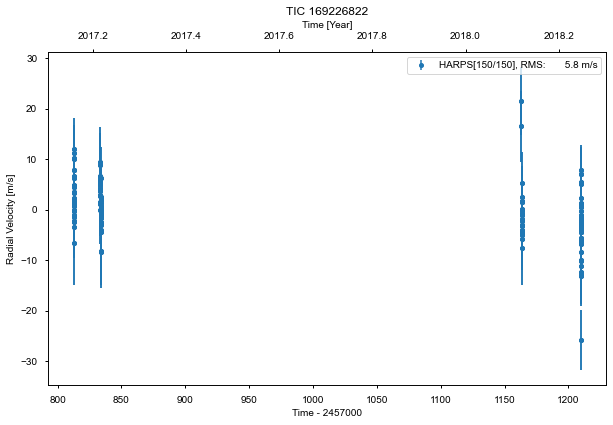 TIC 169226822
Time [Year]
2017.2 2017.4 2017.6 2017.8 2018.0 2018.2
HARPS[150/150], RMS: 5.8 m/s
30
20
10
0
−10
−20
−30
Radial Velocity [m/s]
800 850 900 950 1000 1050 1100 1150 1200
Time - 2457000